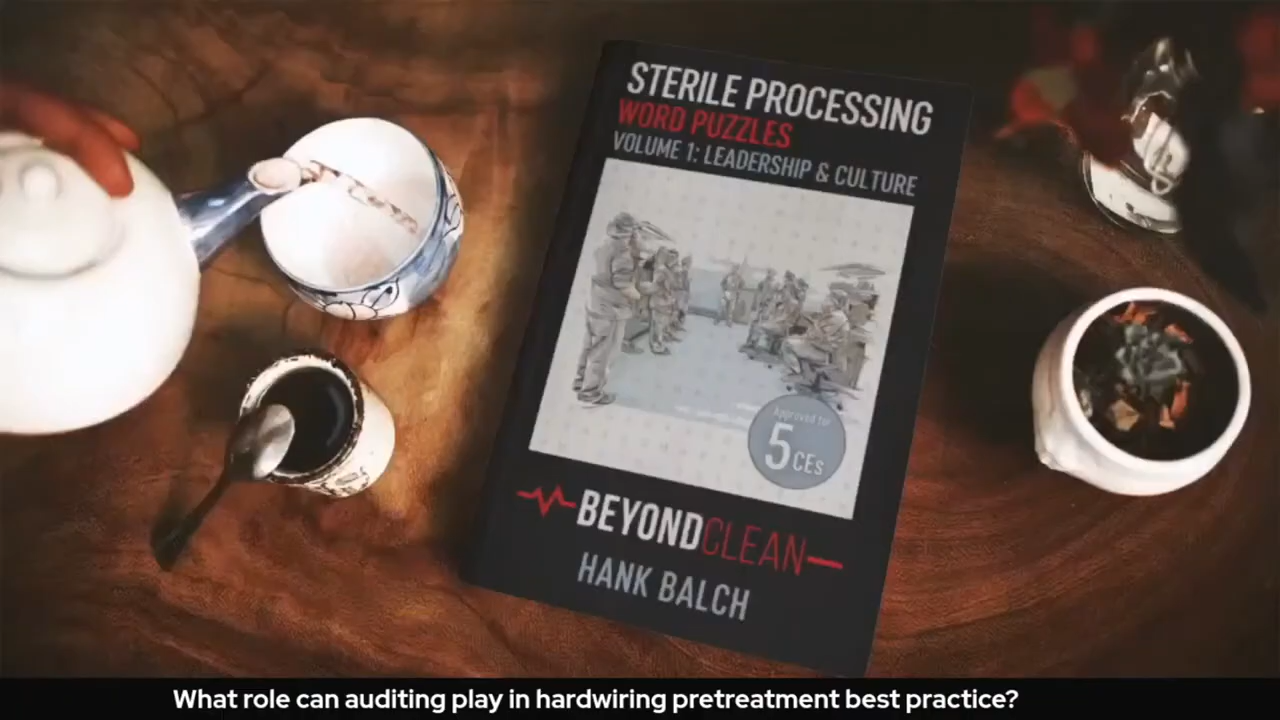 STERILE PROCESSING
WORD PUZZLES
VOLUME 1: LEADERSHIP & CULTURE
Approved for
5 CEs
BEYONDCLEAN
HANK BALCH
What role can auditing play in hardwiring pretreatment best practice?